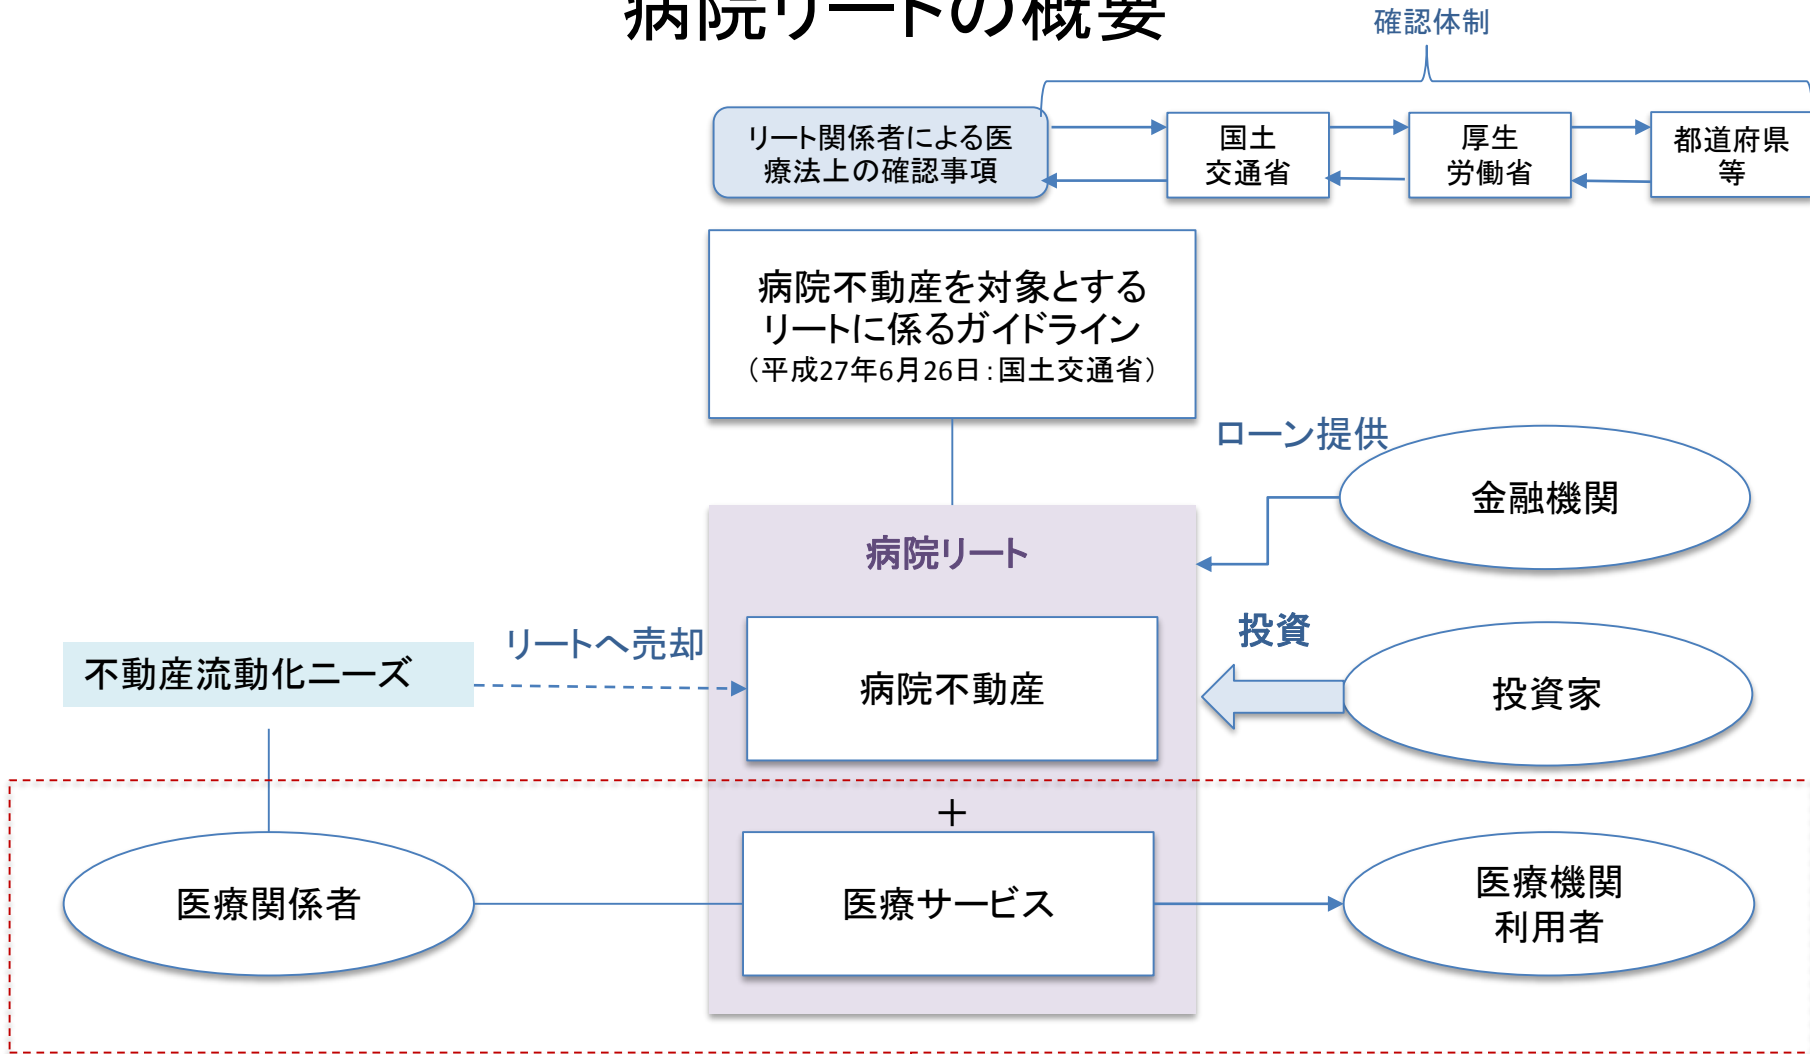 病院リートの概要
確認体制
リート関係者による医
療法上の確認事項
国土
交通省
厚生
労働省
都道府県
等
病院不動産を対象とする
リートに係るガイドライン
（平成27年6月26日：国土交通省）
ローン提供
金融機関
病院リート
投資
投資家
リートへ売却
不動産流動化ニーズ
病院不動産
＋
医療関係者
医療サービス
医療機関
利用者